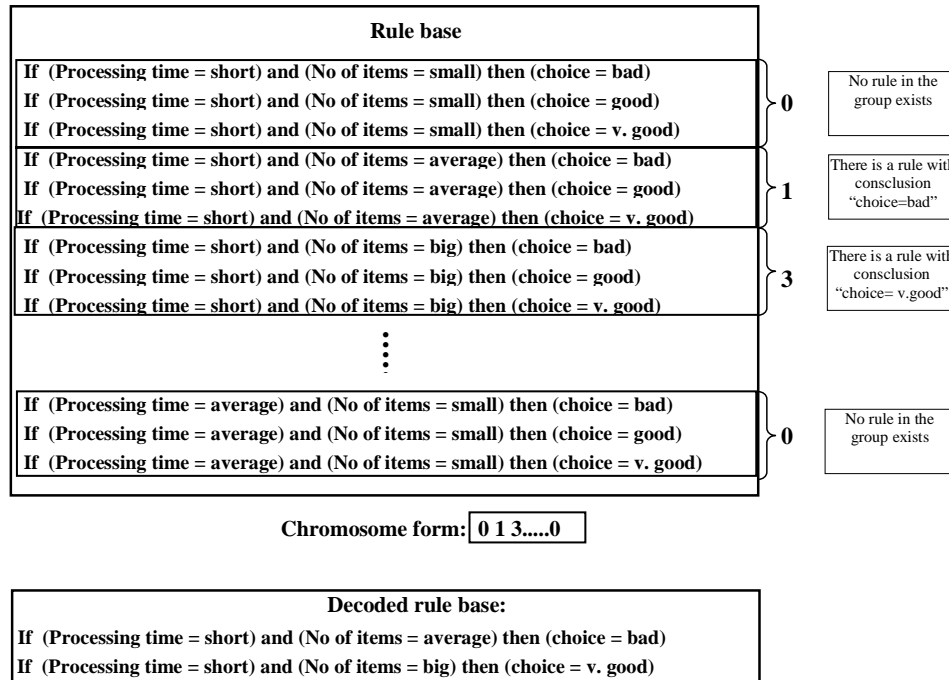 Rule base
If (Processing time = short) and (No of items = small) then (choice = bad)
If (Processing time = short) and (No of items = small) then (choice = good)
If (Processing time = short) and (No of items = small) then (choice = v. good)
0
No rule in the
group exists
If (Processing time = short) and (No of items = average) then (choice = bad)
If (Processing time = short) and (No of items = average) then (choice = good)
If (Processing time = short) and (No of items = average) then (choice = v. good)
1
There is a rule with
consclusion
“choice=bad”
If (Processing time = short) and (No of items = big) then (choice = bad)
If (Processing time = short) and (No of items = big) then (choice = good)
If (Processing time = short) and (No of items = big) then (choice = v. good)
3
There is a rule with
consclusion
“choice= v.good”
If (Processing time = average) and (No of items = small) then (choice = bad)
If (Processing time = average) and (No of items = small) then (choice = good)
If (Processing time = average) and (No of items = small) then (choice = v. good)
0
No rule in the
group exists
Chromosome form: 0 1 3.....0
Decoded rule base:
If (Processing time = short) and (No of items = average) then (choice = bad)
If (Processing time = short) and (No of items = big) then (choice = v. good)